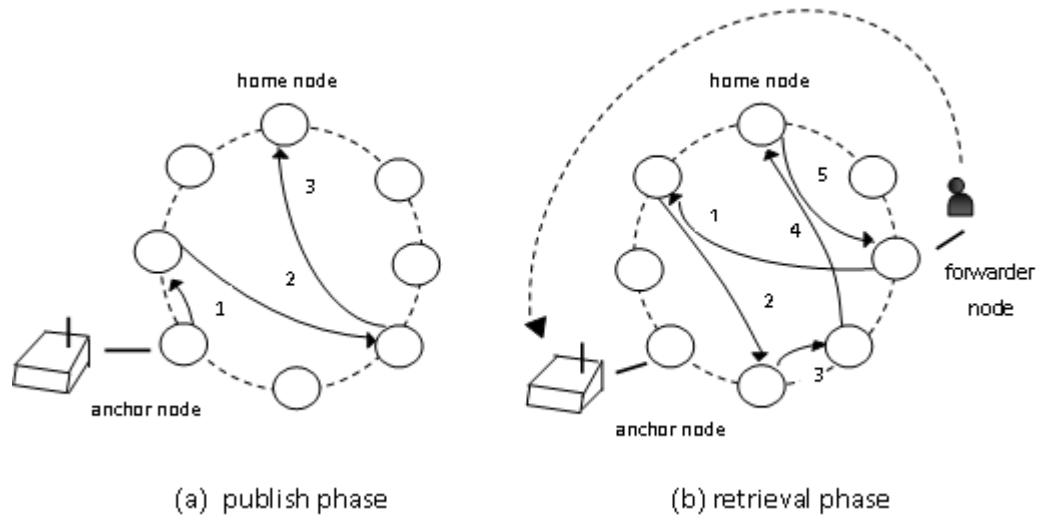 home node
3
2
1
anchor node
(a) publish phase
home node
5
1
4
2
3
forwarder
node
anchor node
(b) retrieval phase